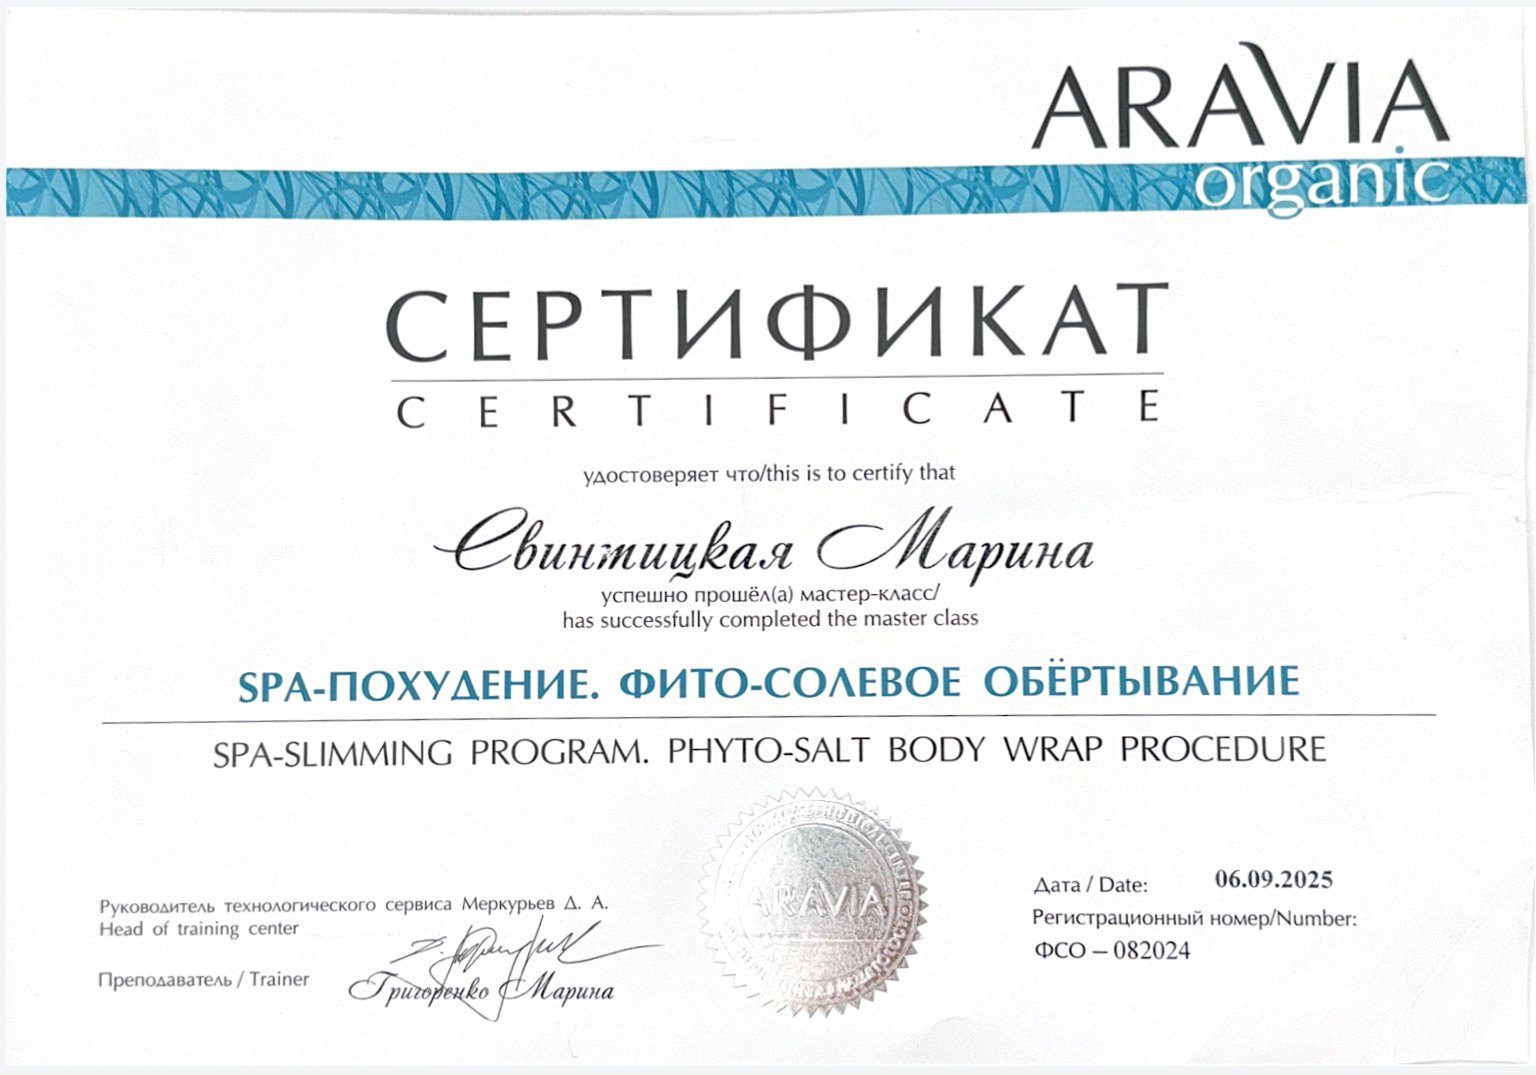 ARAVIA
organic
СЕРТИФИКАТ
CERTIFICATE
удостоверяет что/this is to certify that
Свинтицкая Марина
успешно прошёл(а) мастер-класс/
has successfully completed the master class
SPA-ПОХУДЕНИЕ. ФИТО-СОЛЕВОЕ ОБЁРТЫВАНИЕ
SPA-SLIMMING PROGRAM. PHYTO-SALT BODY WRAP PROCEDURE
ARAVIA
Руководитель технологического сервиса Меркурьев Д. А.
Head of training center
Преподаватель / Trainer
Григоренко Марина
Дата / Date: 06.09.2025
Регистрационный номер/Number:
ФСО – 082024